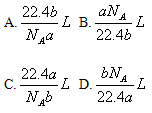 A. 22.4b/N_A a L B. aN_A/22.4b L
C. 22.4a/N_A b L D. bN_A/22.4a L